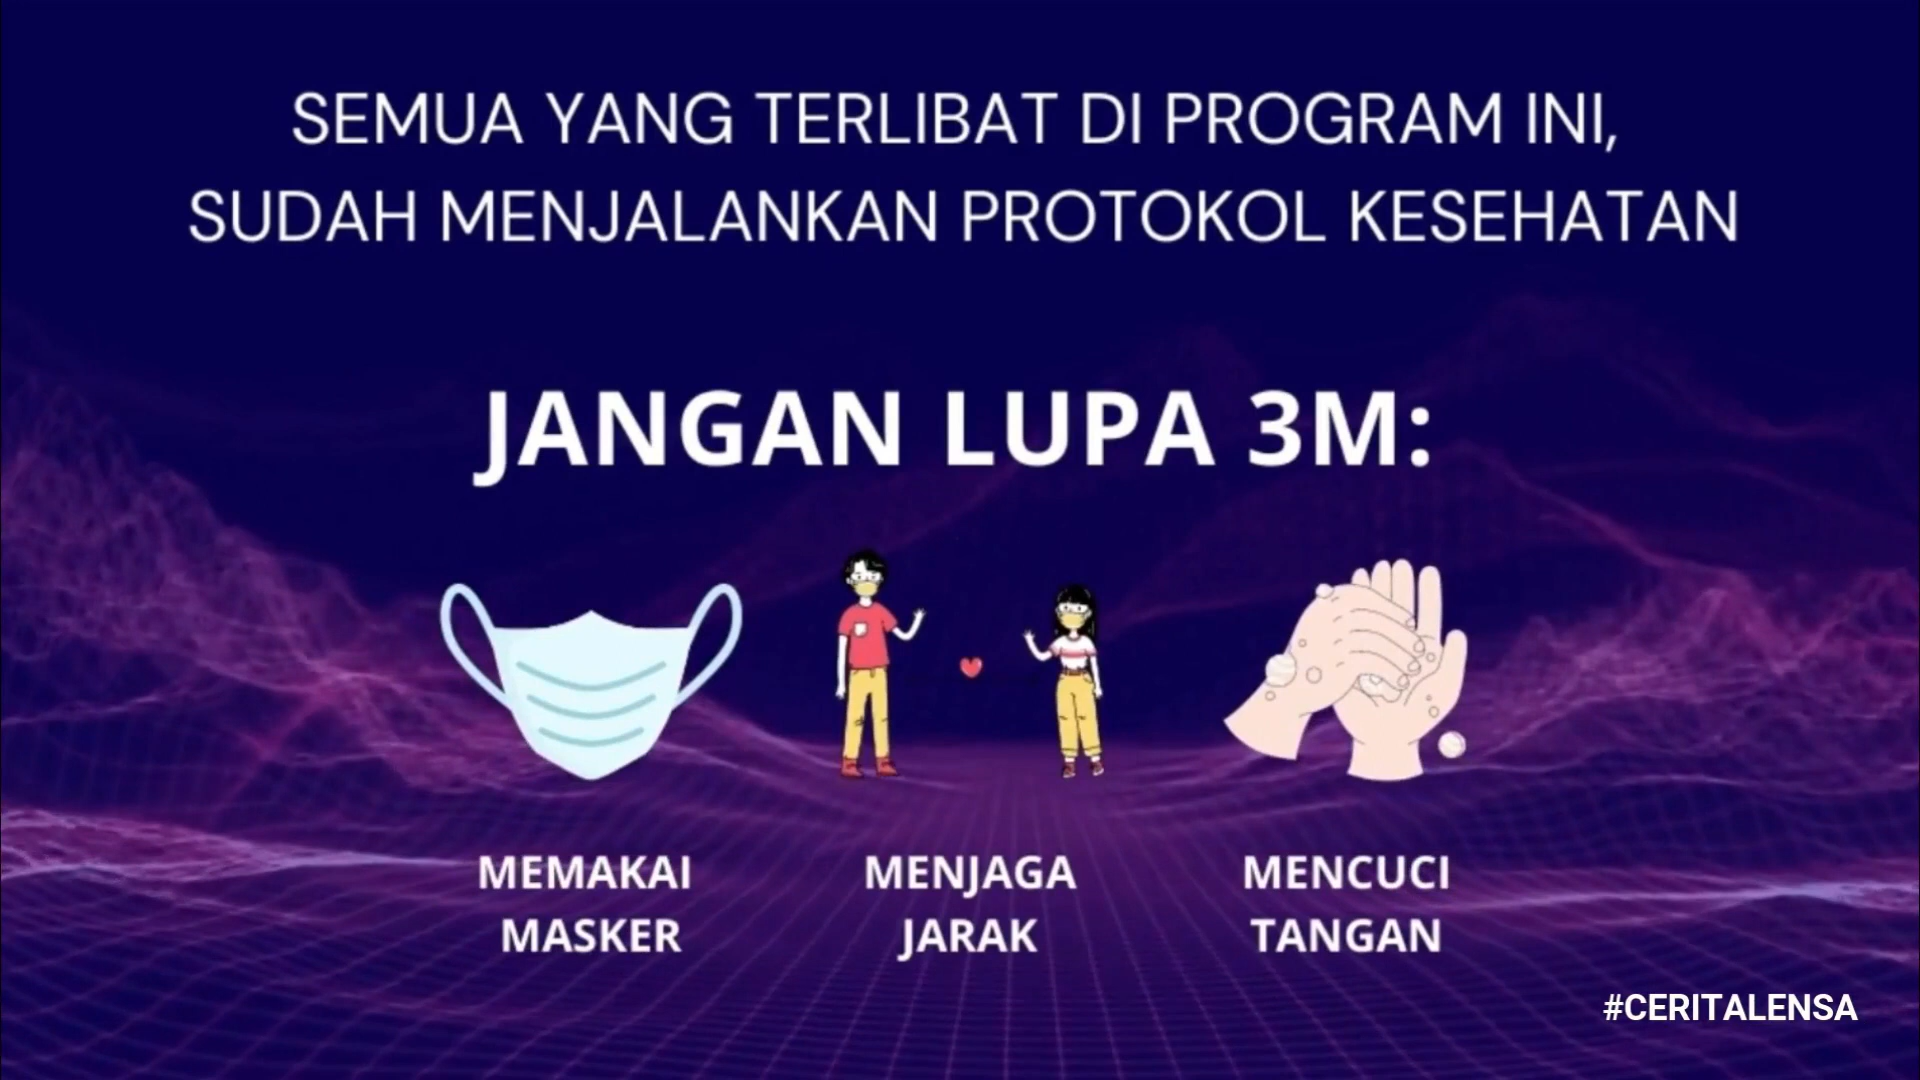 SEMUA YANG TERLIBAT DI PROGRAM INI,
SUDAH MENJALANKAN PROTOKOL KESEHATAN
JANGAN LUPA 3M:
MEMAKAI
MASKER
MENJAGA
JARAK
MENCUCI
TANGAN
#CERITALENSA